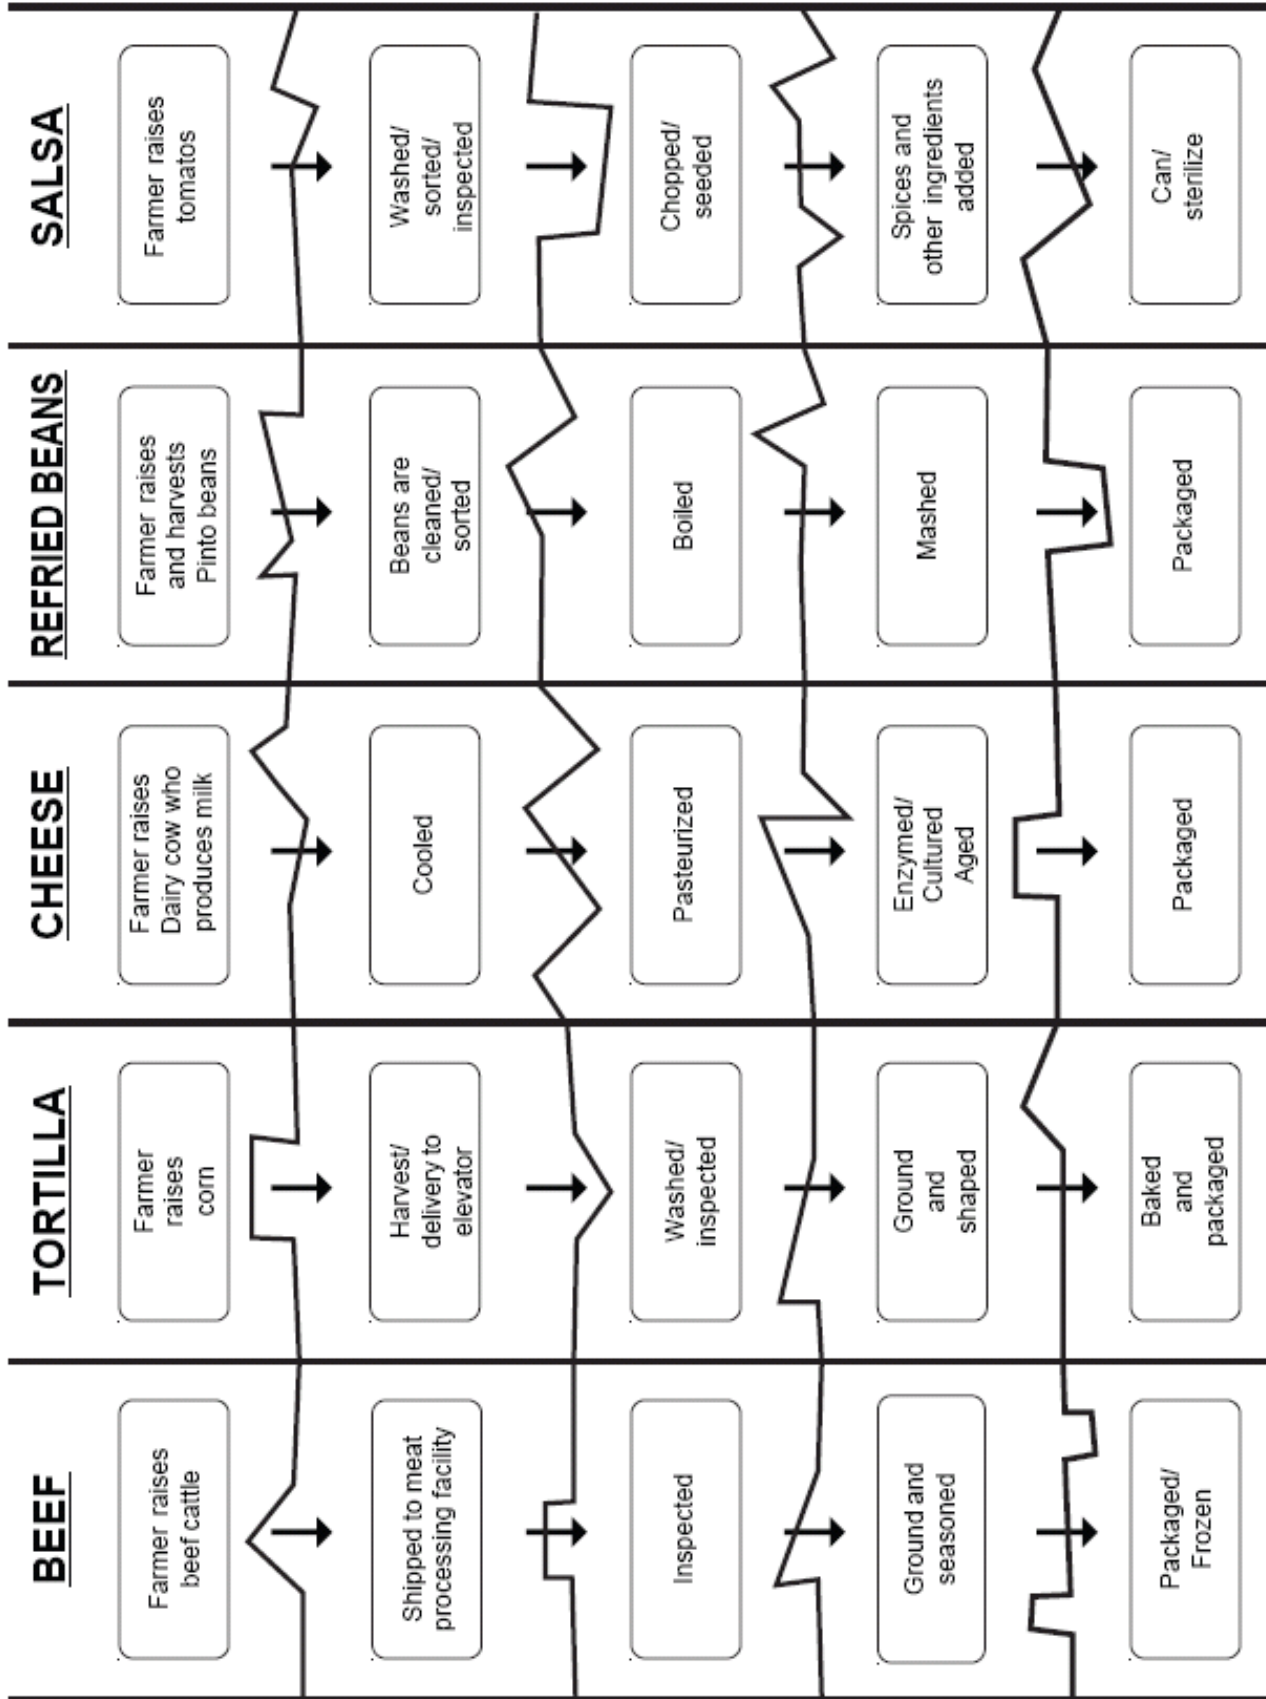 BEEF
Farmer raises
beef cattle
Shipped to meat
processing facility
Inspected
Ground and
seasoned
Packaged/
Frozen
TORTILLA
Farmer
raises
corn
Harvest/
delivery to
elevator
Washed/
inspected
Ground
and
shaped
Baked
and
packaged
CHEESE
Farmer raises
Dairy cow who
produces milk
Cooled
Pasteurized
Enzymed/
Cultured
Aged
Packaged
REFRIED BEANS
Farmer raises
and harvests
Pinto beans
Beans are
cleaned/
sorted
Boiled
Mashed
Packaged
SALSA
Farmer raises
tomatos
Washed/
sorted/
inspected
Chopped/
seeded
Spices and
other ingredients
added
Can/
sterilize